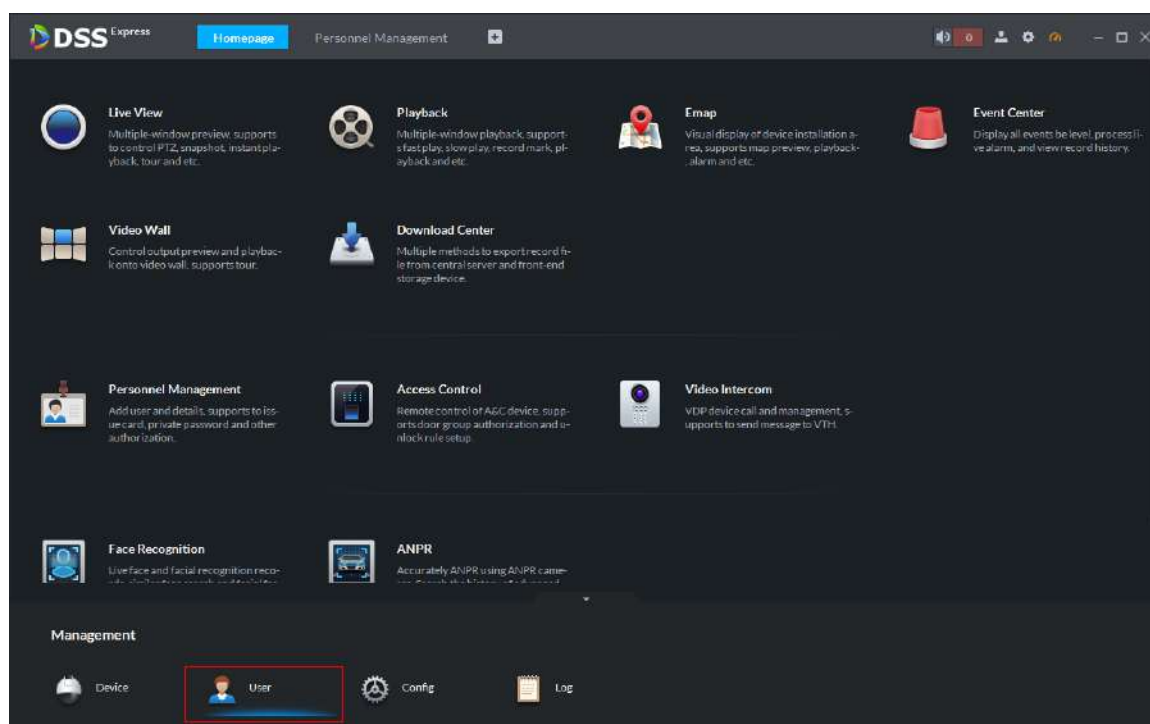 DSS Express
Homepage
Personnel Management
0
Live View
Multiple-window preview, supports
to control PTZ, snapshot, instant pla-
yback, tour and etc.
Playback
Multiple-window playback, support-
s fast play, slow play, record mark, pl-
ayback and etc.
Emap
Visual display of device installation a-
rea, supports map preview, playback-
, alarm and etc.
Event Center
Display all events be level, process li-
ve alarm, and view record history.
Video Wall
Control output preview and playbac-
k onto video wall, supports tour.
Download Center
Multiple methods to export record fi-
le from central server and front-end
storage device.
Personnel Management
Add user and details, supports to iss-
ue card, private password and other
authorization.
Access Control
Remote control of A&C device, supp-
orts door group authorization and u-
nlock rule setup.
Video Intercom
VDP device call and management, s-
upports to send message to VTH.
Face Recognition
Live face and facial recognition reco-
ANPR
Accurately ANPR using ANPR came-
Management
Device
User
Config
Log